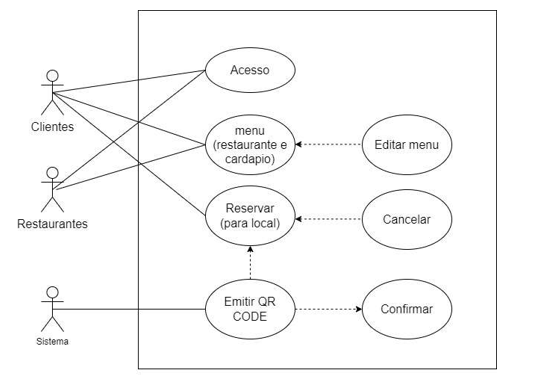 Acesso
Clientes
menu
(restaurante e
cardapio)
Editar menu
Restaurantes
Reservar
(para local)
Cancelar
Sistema
Emitir QR
CODE
Confirmar